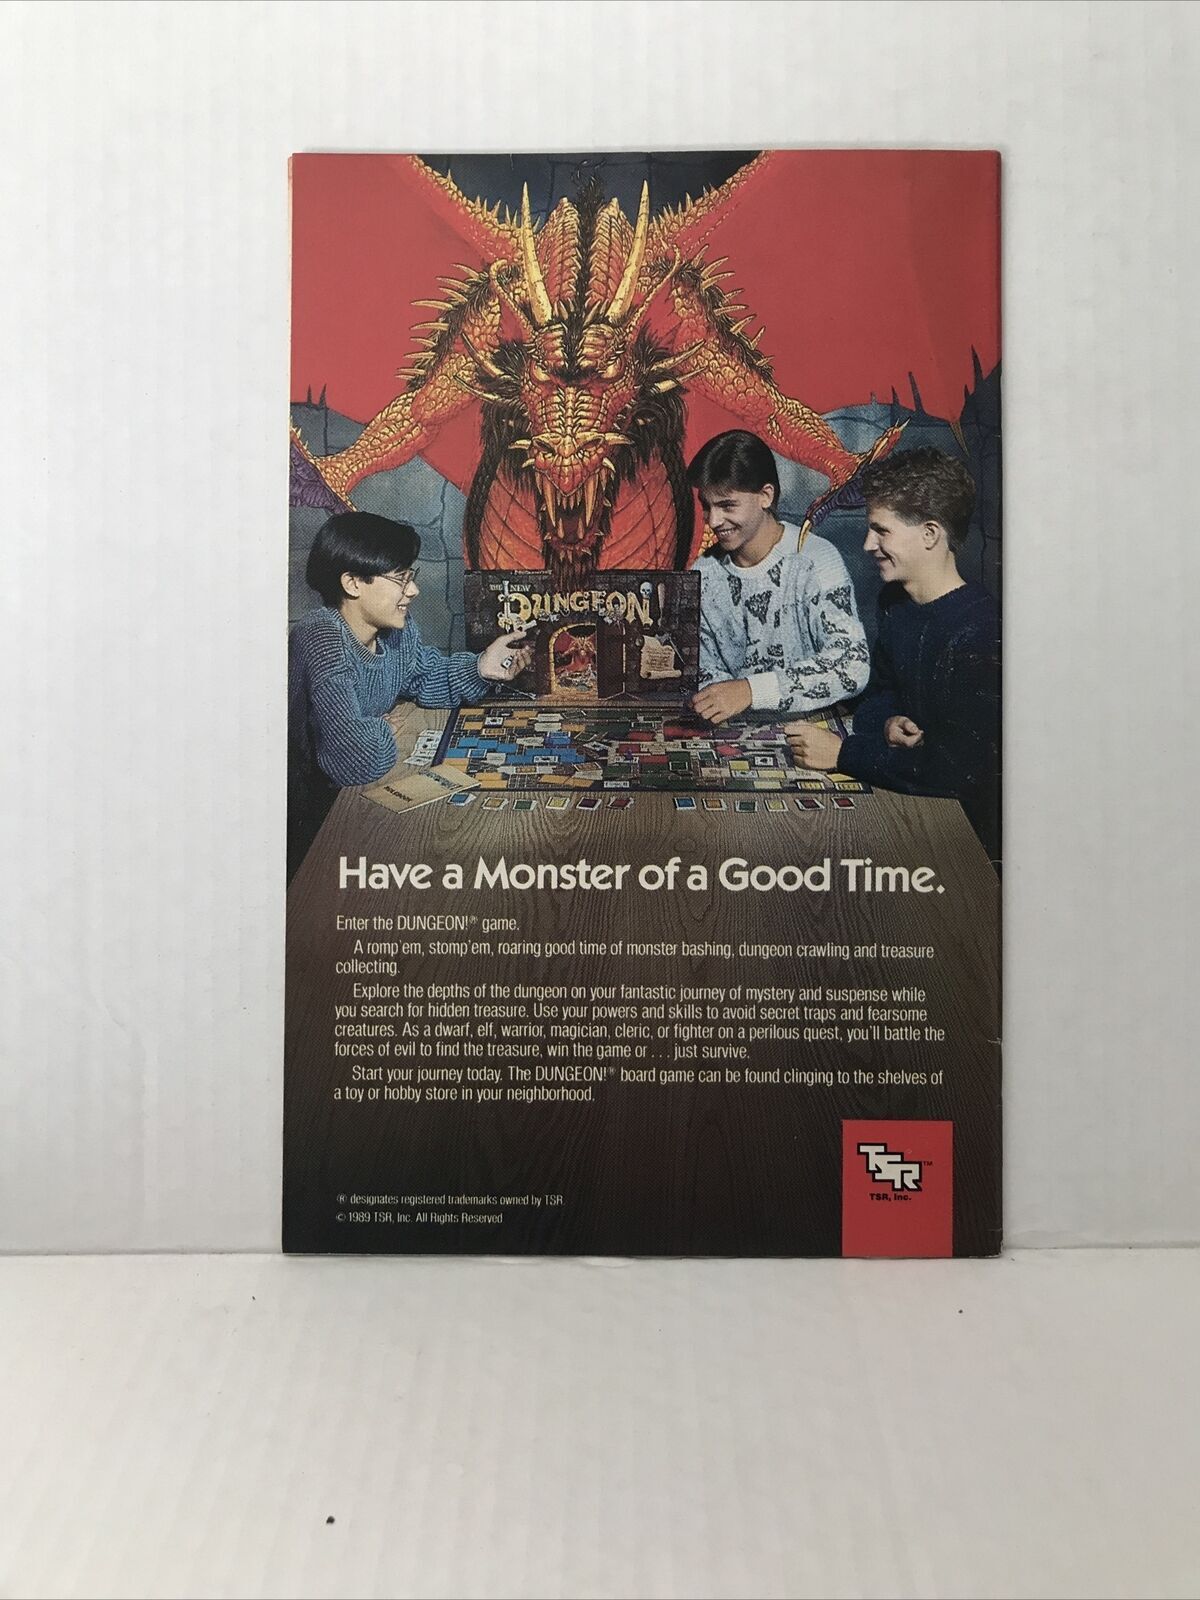 THE NEW
DUNGEON!
RULEBOOK
Have a Monster of a Good Time.
Enter the DUNGEON!® game.
A romp'em, stomp'em, roaring good time of monster bashing, dungeon crawling and treasure
collecting.
Explore the depths of the dungeon on your fantastic journey of mystery and suspense while
you search for hidden treasure. Use your powers and skills to avoid secret traps and fearsome
creatures. As a dwarf, elf, warrior, magician, cleric, or fighter on a perilous quest, you'll battle the
forces of evil to find the treasure, win the game or . . . just survive.
Start your journey today. The DUNGEON!® board game can be found clinging to the shelves of
a toy or hobby store in your neighborhood.
TSR™
TSR, Inc.
® designates registered trademarks owned by TSR.
© 1989 TSR, Inc. All Rights Reserved